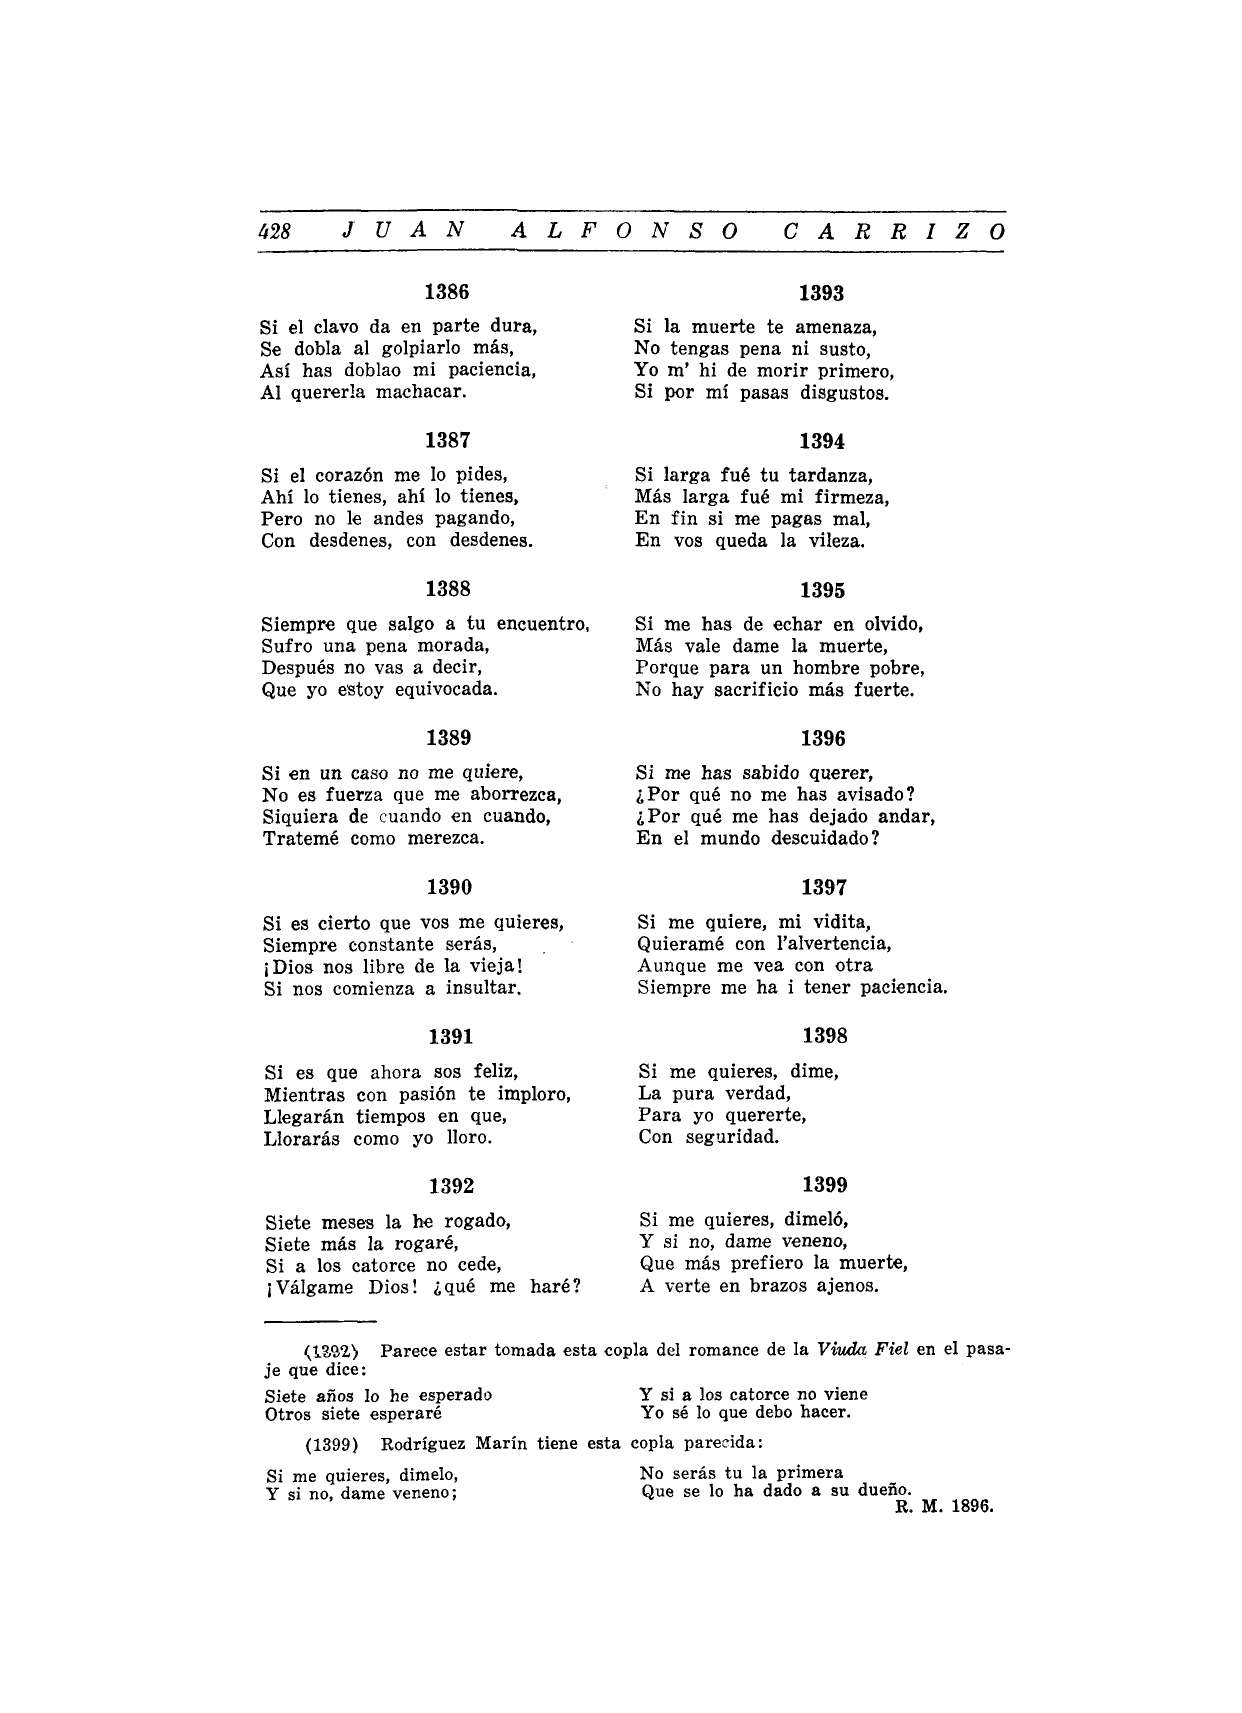 428 JUAN ALFONSO CARRIZO
1386
Si el clavo da en parte dura,
Se dobla al golpiarlo más,
Así has doblao mi paciencia,
Al quererla machacar.
1387
Si el corazón me lo pides,
Ahí lo tienes, ahí lo tienes,
Pero no le andes pagando,
Con desdenes, con desdenes.
1388
Siempre que salgo a tu encuentro,
Sufro una pena morada,
Después no vas a decir,
Que yo estoy equivocada.
1389
Si en un caso no me quiere,
No es fuerza que me aborrezca,
Siquiera de cuando en cuando,
Tratemé como merezca.
1390
Si es cierto que vos me quieres,
Siempre constante serás,
¡Dios nos libre de la vieja!
Si nos comienza a insultar.
1391
Si es que ahora sos feliz,
Mientras con pasión te imploro,
Llegarán tiempos en que,
Llorarás como yo lloro.
1392
Siete meses la he rogado,
Siete más la rogaré,
Si a los catorce no cede,
¡Válgame Dios! ¿qué me haré?
1393
Si la muerte te amenaza,
No tengas pena ni susto,
Yo m' hi de morir primero,
Si por mí pasas disgustos.
1394
Si larga fué tu tardanza,
Más larga fué mi firmeza,
En fin si me pagas mal,
En vos queda la vileza.
1395
Si me has de echar en olvido,
Más vale dame la muerte,
Porque para un hombre pobre,
No hay sacrificio más fuerte.
1396
Si me has sabido querer,
¿Por qué no me has avisado?
¿Por qué me has dejado andar,
En el mundo descuidado?
1397
Si me quiere, mi vidita,
Quieramé con l'alvertencia,
Aunque me vea con otra
Siempre me ha i tener paciencia.
1398
Si me quieres, dime,
La pura verdad,
Para yo quererte,
Con seguridad.
1399
Si me quieres, dimeló,
Y si no, dame veneno,
Que más prefiero la muerte,
A verte en brazos ajenos.
(1392) Parece estar tomada esta copla del romance de la Viuda Fiel en el pasa-
je que dice:
Siete años lo he esperado
Otros siete esperaré
Y si a los catorce no viene
Yo sé lo que debo hacer.
(1399) Rodríguez Marín tiene esta copla parecida:
Si me quieres, dimelo,
Y si no, dame veneno;
No serás tu la primera
Que se lo ha dado a su dueño.
R. M. 1896.